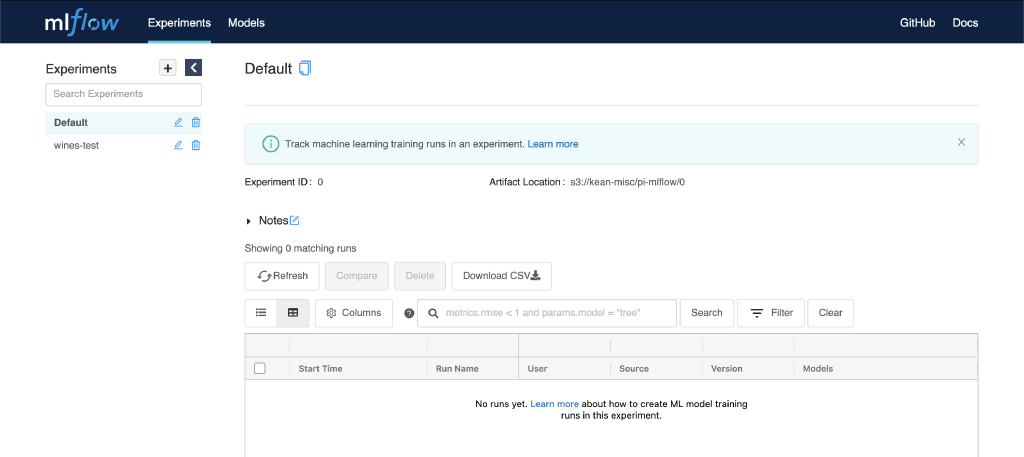 mlflow Experiments Models GitHub Docs
Experiments
Search Experiments
Default
wines-test
Default
Track machine learning training runs in an experiment. Learn more
Experiment ID: 0 Artifact Location: s3://kean-misc/pi-mlflow/0
Notes
Showing 0 matching runs
Refresh Compare Delete Download CSV
Columns ? metrics.rmse < 1 and params.model = "tree" Search Filter Clear
Start Time Run Name User Source Version Models
No runs yet. Learn more about how to create ML model training
runs in this experiment.